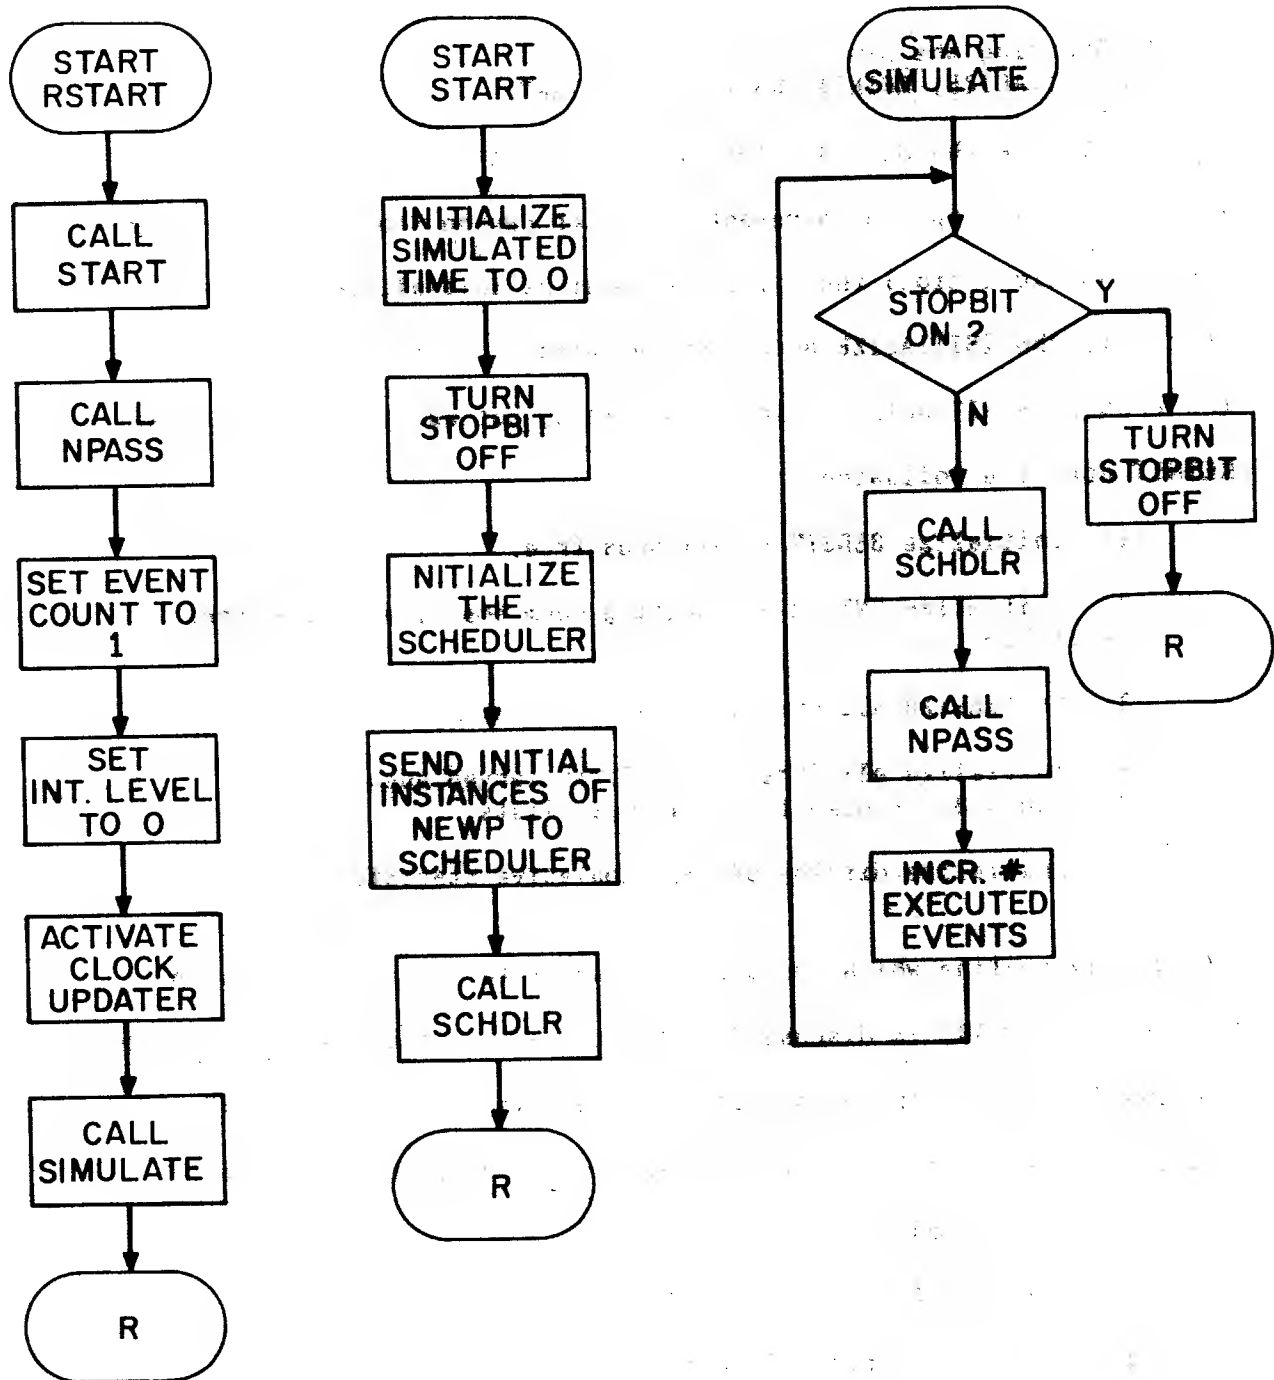 START
RSTART
CALL
START
CALL
NPASS
SET EVENT
COUNT TO
1
SET
INT. LEVEL
TO 0
ACTIVATE
CLOCK
UPDATER
CALL
SIMULATE
R
START
START
INITIALIZE
SIMULATED
TIME TO 0
TURN
STOPBIT
OFF
NITIALIZE
THE
SCHEDULER
SEND INITIAL
INSTANCES OF
NEWP TO
SCHEDULER
CALL
SCHDLR
R
START
SIMULATE
STOPBIT
ON ?
Y
N
TURN
STOPBIT
OFF
R
CALL
SCHDLR
CALL
NPASS
INCR. #
EXECUTED
EVENTS